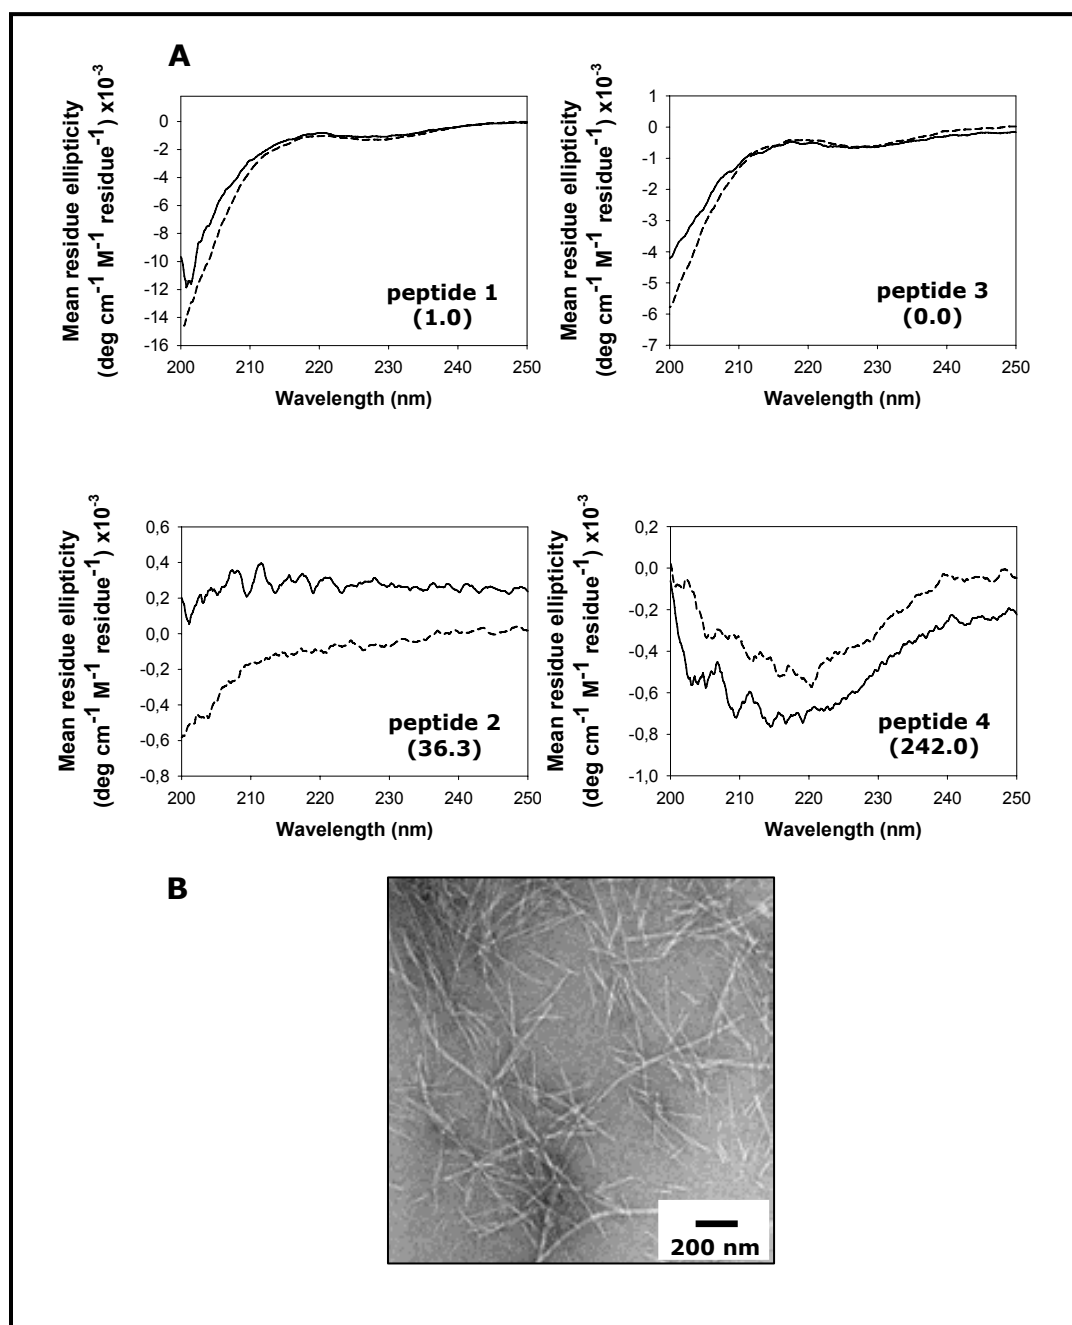 A
Mean residue ellipticity
(deg cm⁻¹ M⁻¹ residue⁻¹) x10⁻³
0
-2
-4
-6
-8
-10
-12
-14
-16
peptide 1
(1.0)
200 210 220 230 240 250
Wavelength (nm)
Mean residue ellipticity
(deg cm⁻¹ M⁻¹ residue⁻¹) x10⁻³
1
0
-1
-2
-3
-4
-5
-6
-7
peptide 3
(0.0)
200 210 220 230 240 250
Wavelength (nm)
Mean residue ellipticity
(deg cm⁻¹ M⁻¹ residue⁻¹) x10⁻³
0,6
0,4
0,2
0,0
-0,2
-0,4
-0,6
-0,8
peptide 2
(36.3)
200 210 220 230 240 250
Wavelength (nm)
Mean residue ellipticity
(deg cm⁻¹ M⁻¹ residue⁻¹) x10⁻³
0,2
0,0
-0,2
-0,4
-0,6
-0,8
-1,0
peptide 4
(242.0)
200 210 220 230 240 250
Wavelength (nm)
B
200 nm